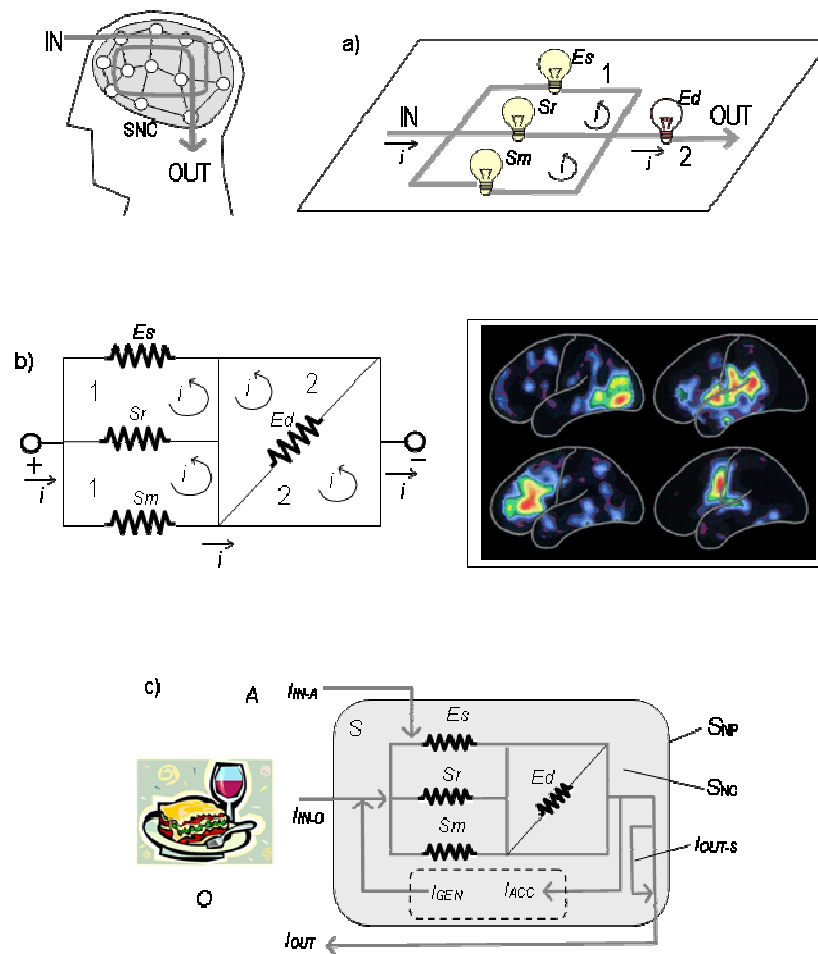 IN
SNC
OUT
a)
Es
1
Sr
Ed
IN
i
OUT
Sm
i
i
i
2
b)
Es
1
i
i
2
Sr
Ed
+
i
1
i
2
i
−
i
Sm
i
c)
A
IIN-A
S
Es
SNP
IIN-O
Sr
Ed
SNC
Sm
IOUT-S
IGEN
IACC
O
IOUT